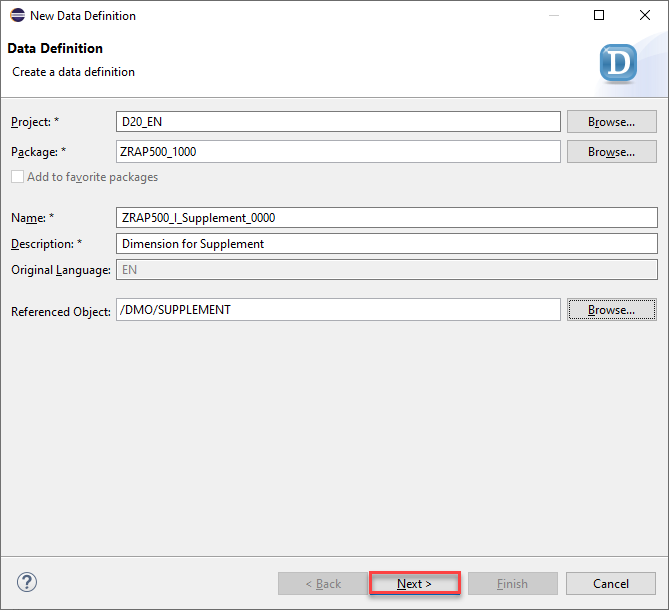 New Data Definition
Data Definition
Create a data definition
D
Project: * D20_EN Browse...
Package: * ZRAP500_1000 Browse...
Add to favorite packages
Name: * ZRAP500_I_Supplement_0000
Description: * Dimension for Supplement
Original Language: EN
Referenced Object: /DMO/SUPPLEMENT Browse...
? < Back Next > Finish Cancel